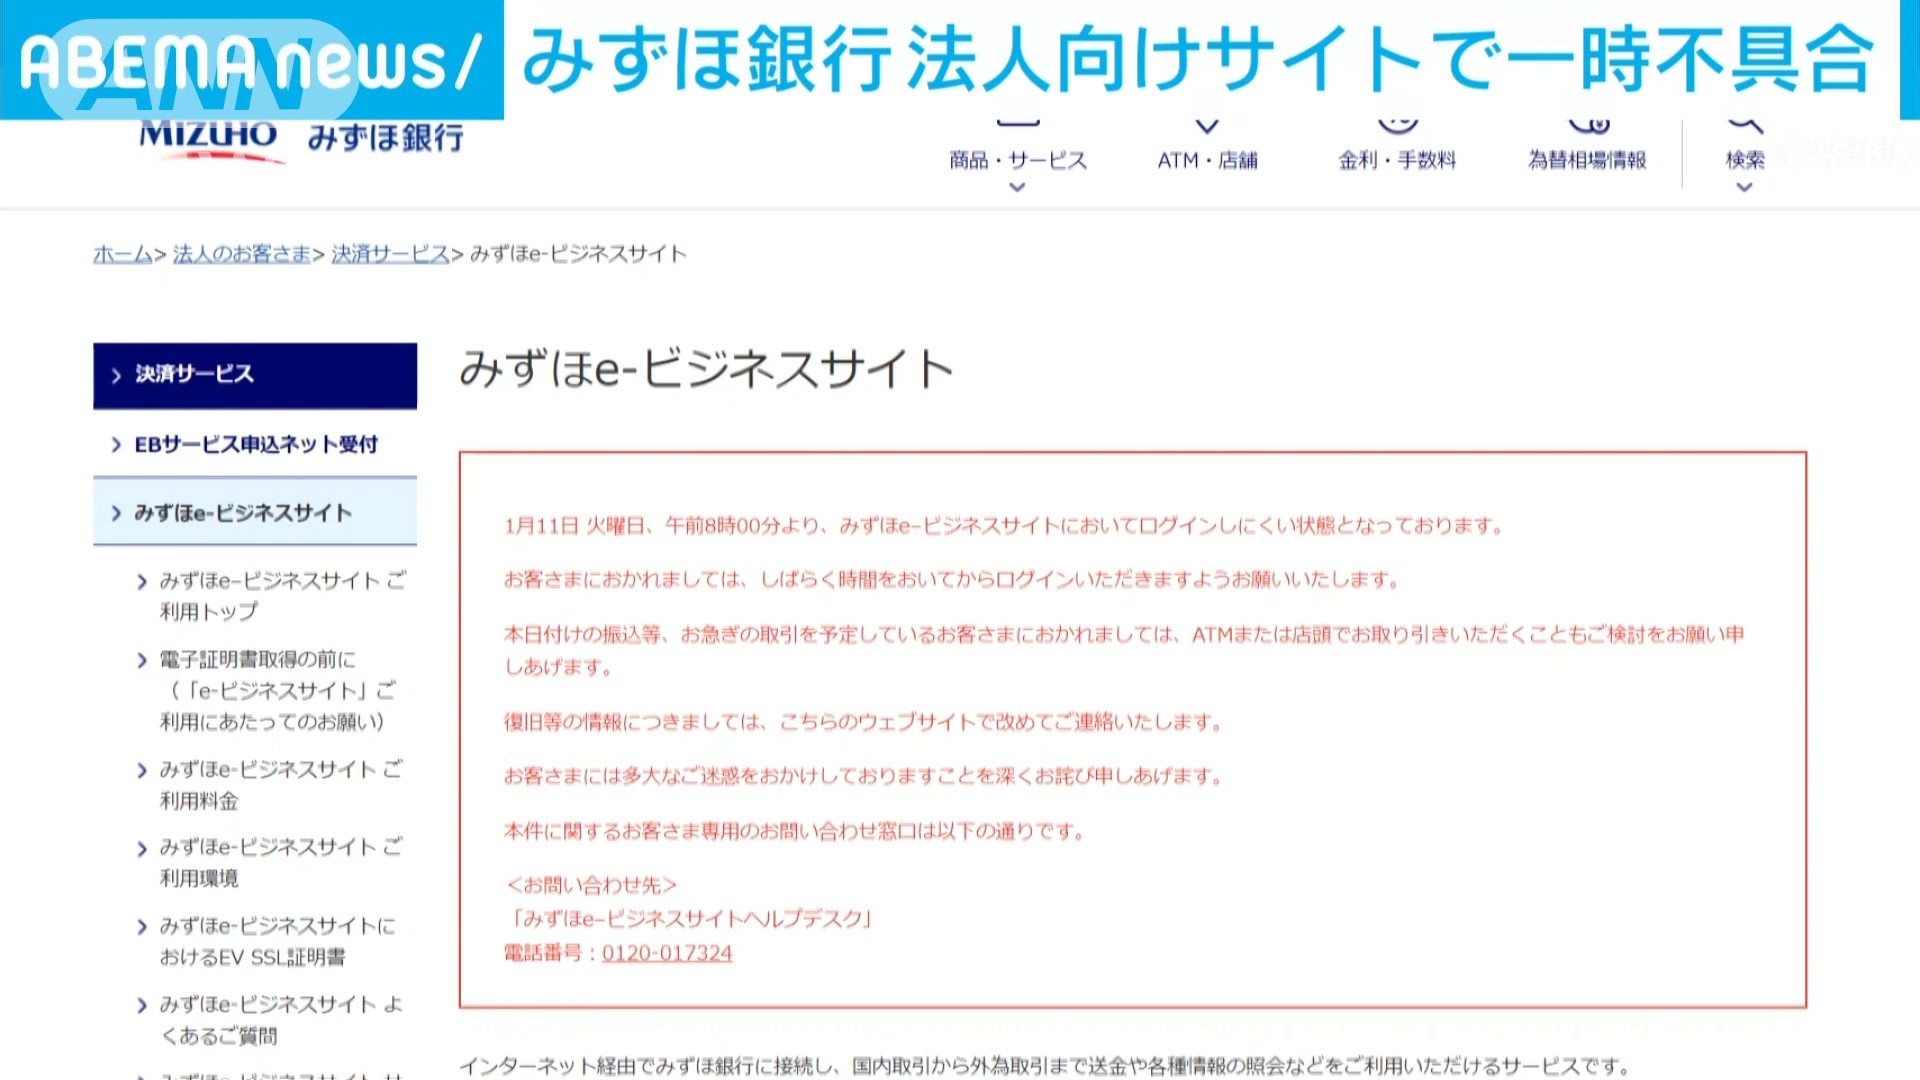 ABEMA news/
ANN
みずほ銀行 法人向けサイトで一時不具合
MIZUHO みずほ銀行
商品・サービス
ATM・店舗
金利・手数料
為替相場情報
検索
ホーム> 法人のお客さま> 決済サービス> みずほe-ビジネスサイト
決済サービス
EBサービス申込ネット受付
みずほe-ビジネスサイト
みずほe−ビジネスサイト ご
利用トップ
電子証明書取得の前に
（「e-ビジネスサイト」ご
利用にあたってのお願い）
みずほe-ビジネスサイト ご
利用料金
みずほe-ビジネスサイト ご
利用環境
みずほe-ビジネスサイトに
おけるEV SSL証明書
みずほe-ビジネスサイト よ
くあるご質問
みずほe-ビジネスサイト
1月11日 火曜日、午前8時00分より、みずほe−ビジネスサイトにおいてログインしにくい状態となっております。
お客さまにおかれましては、しばらく時間をおいてからログインいただきますようお願いいたします。
本日付けの振込等、お急ぎの取引を予定しているお客さまにおかれましては、ATMまたは店頭でお取り引きいただくこともご検討をお願い申
しあげます。
復旧等の情報につきましては、こちらのウェブサイトで改めてご連絡いたします。
お客さまには多大なご迷惑をおかけしておりますことを深くお詫び申しあげます。
本件に関するお客さま専用のお問い合わせ窓口は以下の通りです。
＜お問い合わせ先＞
「みずほe−ビジネスサイトヘルプデスク」
電話番号：0120-017324
インターネット経由でみずほ銀行に接続し、国内取引から外為取引まで送金や各種情報の照会などをご利用いただけるサービスです。